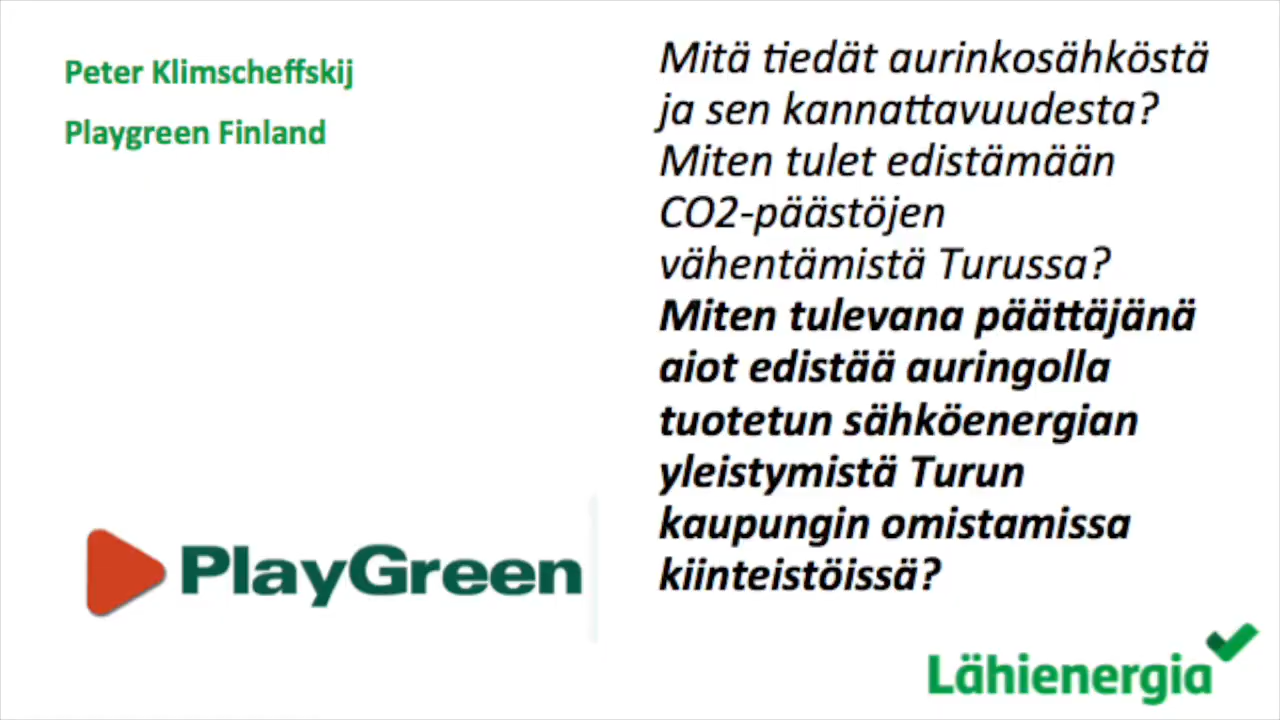 Peter Klimscheffskij
Playgreen Finland
PlayGreen
Mitä tiedät aurinkosähköstä
ja sen kannattavuudesta?
Miten tulet edistämään
CO2-päästöjen
vähentämistä Turussa?
Miten tulevana päättäjänä
aiot edistää auringolla
tuotetun sähköenergian
yleistymistä Turun
kaupungin omistamissa
kiinteistöissä?
Lähienergia